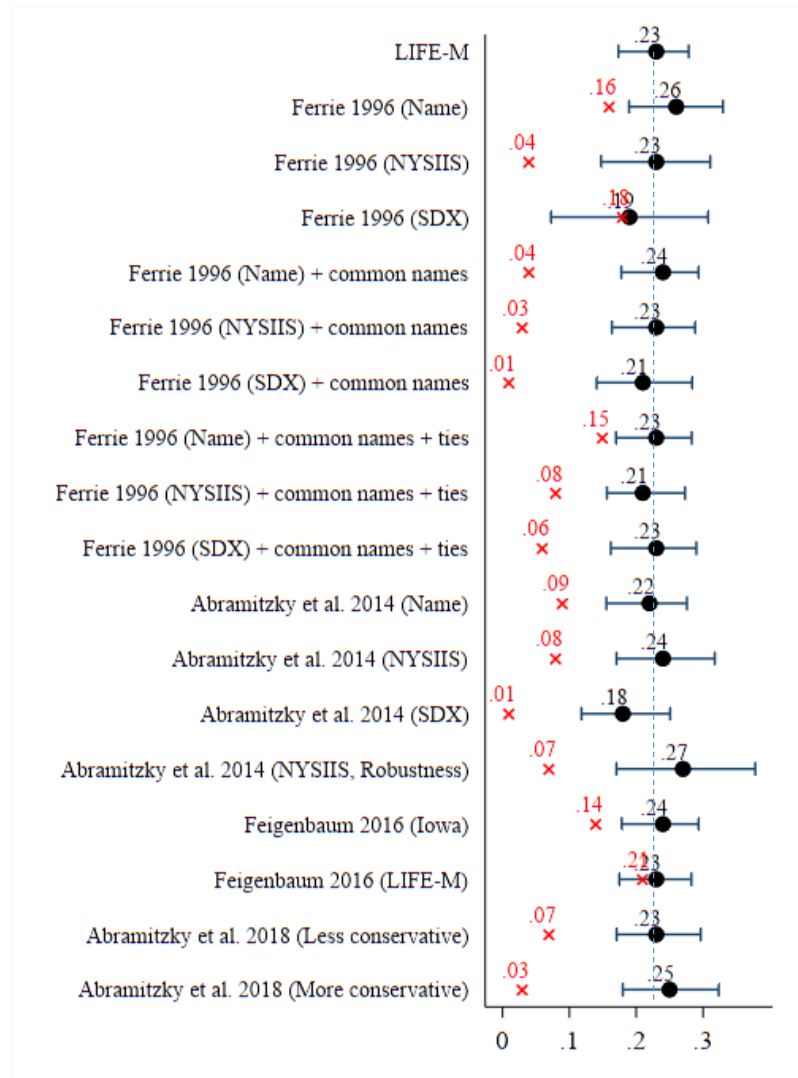 .23
LIFE-M
.16 .26
Ferrie 1996 (Name)
.04 .23
Ferrie 1996 (NYSIIS)
.18 .19
Ferrie 1996 (SDX)
.04 .24
Ferrie 1996 (Name) + common names
.03 .23
Ferrie 1996 (NYSIIS) + common names
.01 .21
Ferrie 1996 (SDX) + common names
.15 .23
Ferrie 1996 (Name) + common names + ties
.08 .21
Ferrie 1996 (NYSIIS) + common names + ties
.06 .23
Ferrie 1996 (SDX) + common names + ties
.09 .22
Abramitzky et al. 2014 (Name)
.08 .24
Abramitzky et al. 2014 (NYSIIS)
.01 .18
Abramitzky et al. 2014 (SDX)
.07 .27
Abramitzky et al. 2014 (NYSIIS, Robustness)
.14 .24
Feigenbaum 2016 (Iowa)
.21 .23
Feigenbaum 2016 (LIFE-M)
.07 .23
Abramitzky et al. 2018 (Less conservative)
.03 .25
Abramitzky et al. 2018 (More conservative)
0 .1 .2 .3